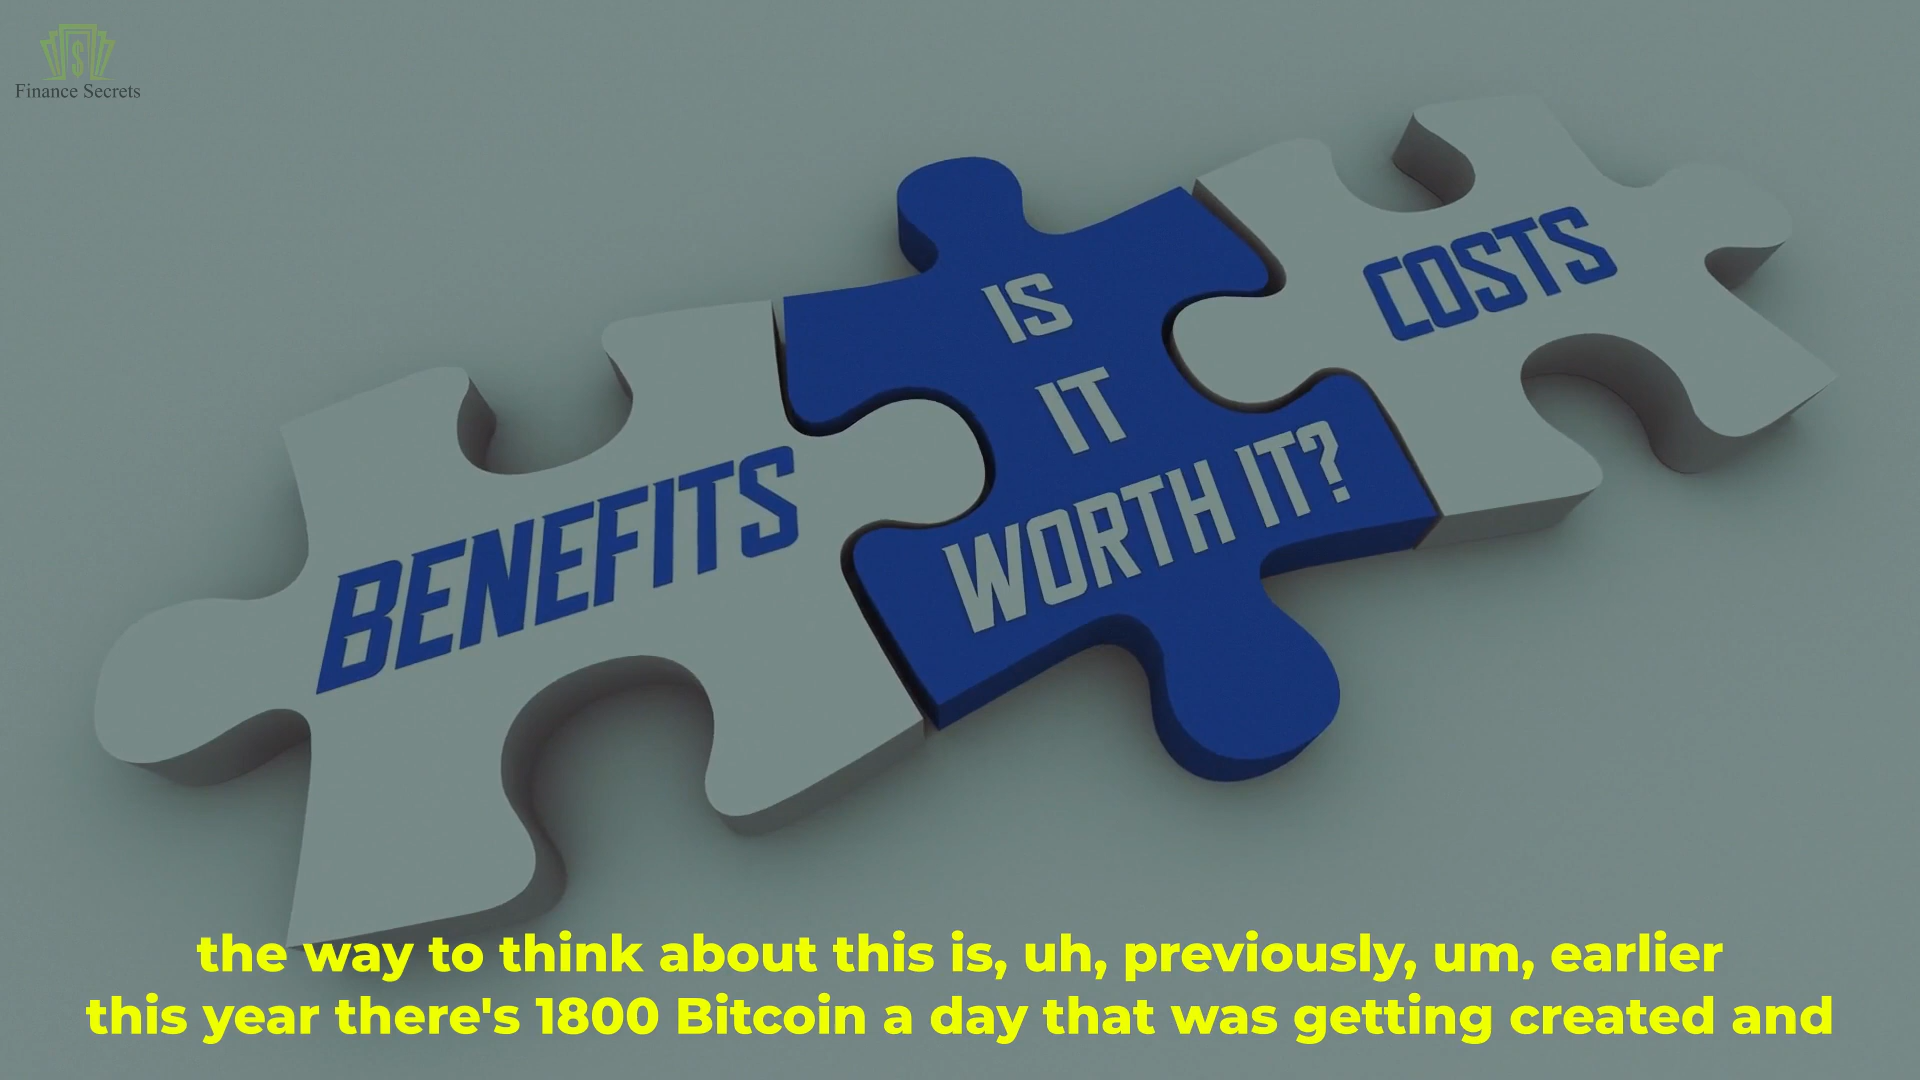 Finance Secrets
BENEFITS
IS
IT
WORTH IT?
COSTS
the way to think about this is, uh, previously, um, earlier
this year there's 1800 Bitcoin a day that was getting created and